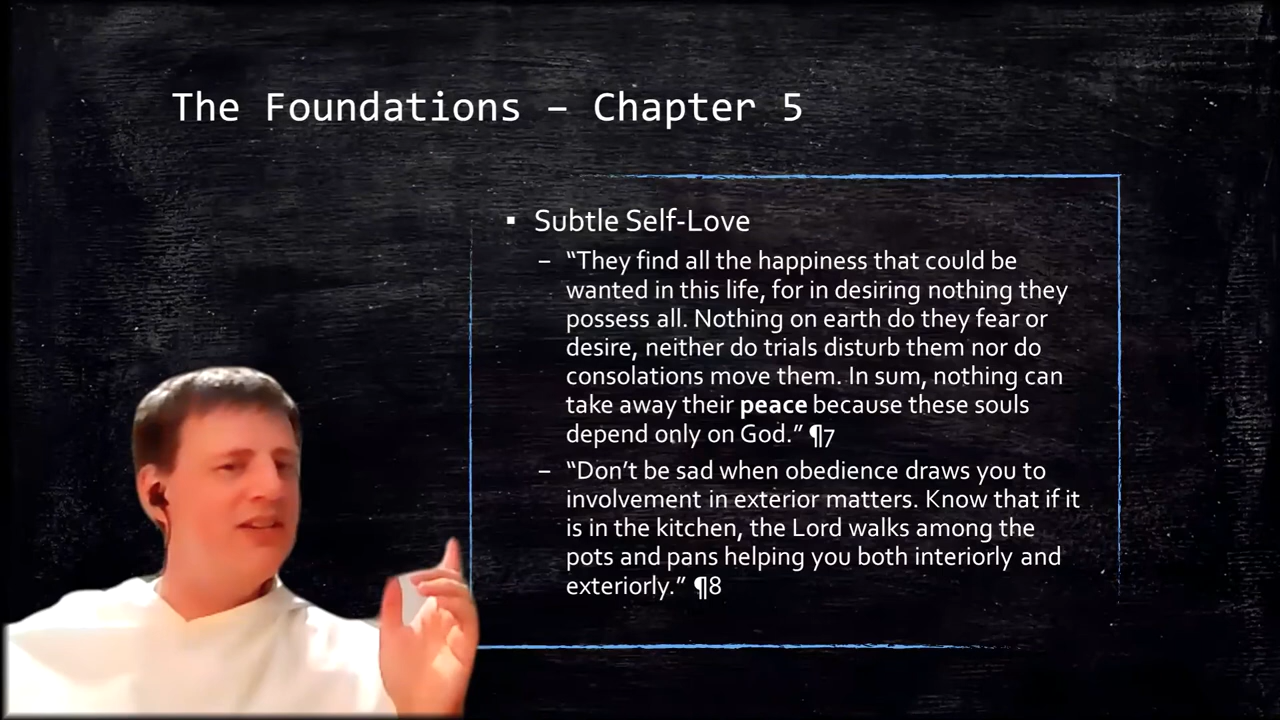 The Foundations – Chapter 5
▪ Subtle Self-Love
– “They find all the happiness that could be
wanted in this life, for in desiring nothing they
possess all. Nothing on earth do they fear or
desire, neither do trials disturb them nor do
consolations move them. In sum, nothing can
take away their peace because these souls
depend only on God.” ¶7
– “Don’t be sad when obedience draws you to
involvement in exterior matters. Know that if it
is in the kitchen, the Lord walks among the
pots and pans helping you both interiorly and
exteriorly.” ¶8